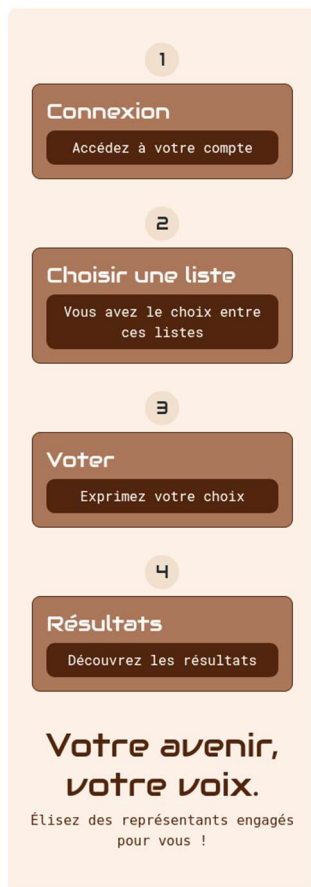 1
Connexion
Accédez à votre compte
2
Choisir une liste
Vous avez le choix entre
ces listes
3
Voter
Exprimez votre choix
4
Résultats
Découvrez les résultats
Votre avenir,
votre voix.
Élisez des représentants engagés
pour vous !